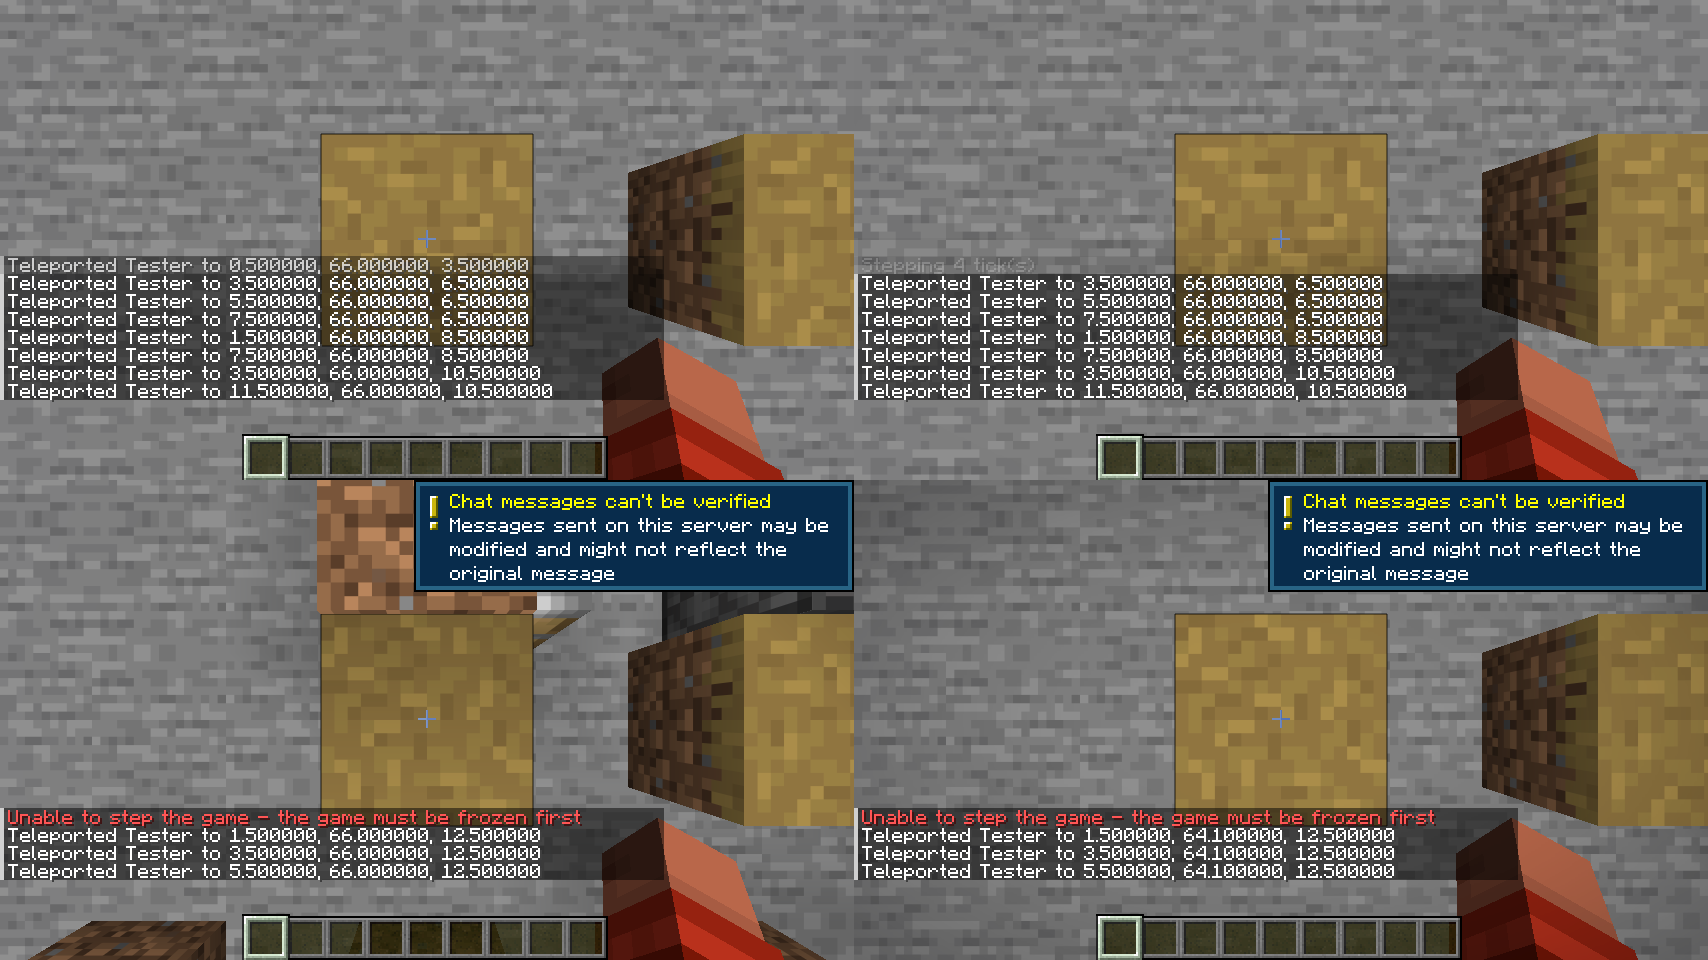 Teleported Tester to 0.500000, 66.000000, 3.500000
Teleported Tester to 3.500000, 66.000000, 6.500000
Teleported Tester to 5.500000, 66.000000, 6.500000
Teleported Tester to 7.500000, 66.000000, 6.500000
Teleported Tester to 1.500000, 66.000000, 8.500000
Teleported Tester to 7.500000, 66.000000, 8.500000
Teleported Tester to 3.500000, 66.000000, 10.500000
Teleported Tester to 11.500000, 66.000000, 10.500000
Stepping 4 tick(s)
Teleported Tester to 3.500000, 66.000000, 6.500000
Teleported Tester to 5.500000, 66.000000, 6.500000
Teleported Tester to 7.500000, 66.000000, 6.500000
Teleported Tester to 1.500000, 66.000000, 8.500000
Teleported Tester to 7.500000, 66.000000, 8.500000
Teleported Tester to 3.500000, 66.000000, 10.500000
Teleported Tester to 11.500000, 66.000000, 10.500000
Chat messages can't be verified
Messages sent on this server may be
modified and might not reflect the
original message
Unable to step the game – the game must be frozen first
Teleported Tester to 1.500000, 66.000000, 12.500000
Teleported Tester to 3.500000, 66.000000, 12.500000
Teleported Tester to 5.500000, 66.000000, 12.500000
Chat messages can't be verified
Messages sent on this server may be
modified and might not reflect the
original message
Unable to step the game – the game must be frozen first
Teleported Tester to 1.500000, 64.100000, 12.500000
Teleported Tester to 3.500000, 64.100000, 12.500000
Teleported Tester to 5.500000, 64.100000, 12.500000